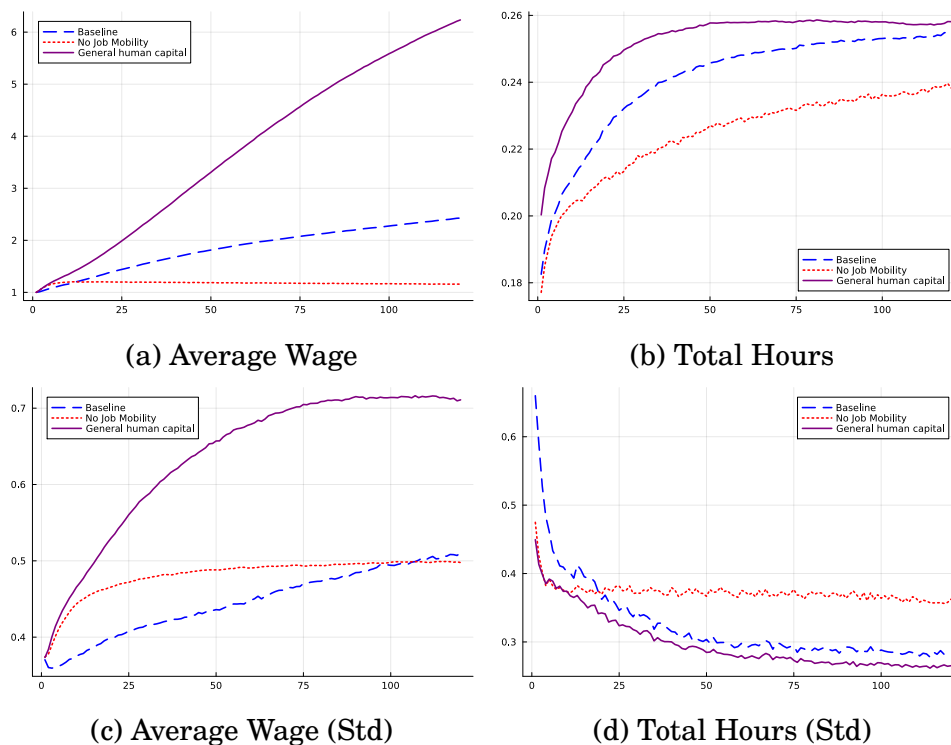 6
5
4
3
2
1
0
25
50
75
100
Baseline
No Job Mobility
General human capital
(a) Average Wage
0.26
0.24
0.22
0.20
0.18
0
25
50
75
100
Baseline
No Job Mobility
General human capital
(b) Total Hours
0.7
0.6
0.5
0.4
0
25
50
75
100
Baseline
No Job Mobility
General human capital
(c) Average Wage (Std)
0.6
0.5
0.4
0.3
0
25
50
75
100
Baseline
No Job Mobility
General human capital
(d) Total Hours (Std)